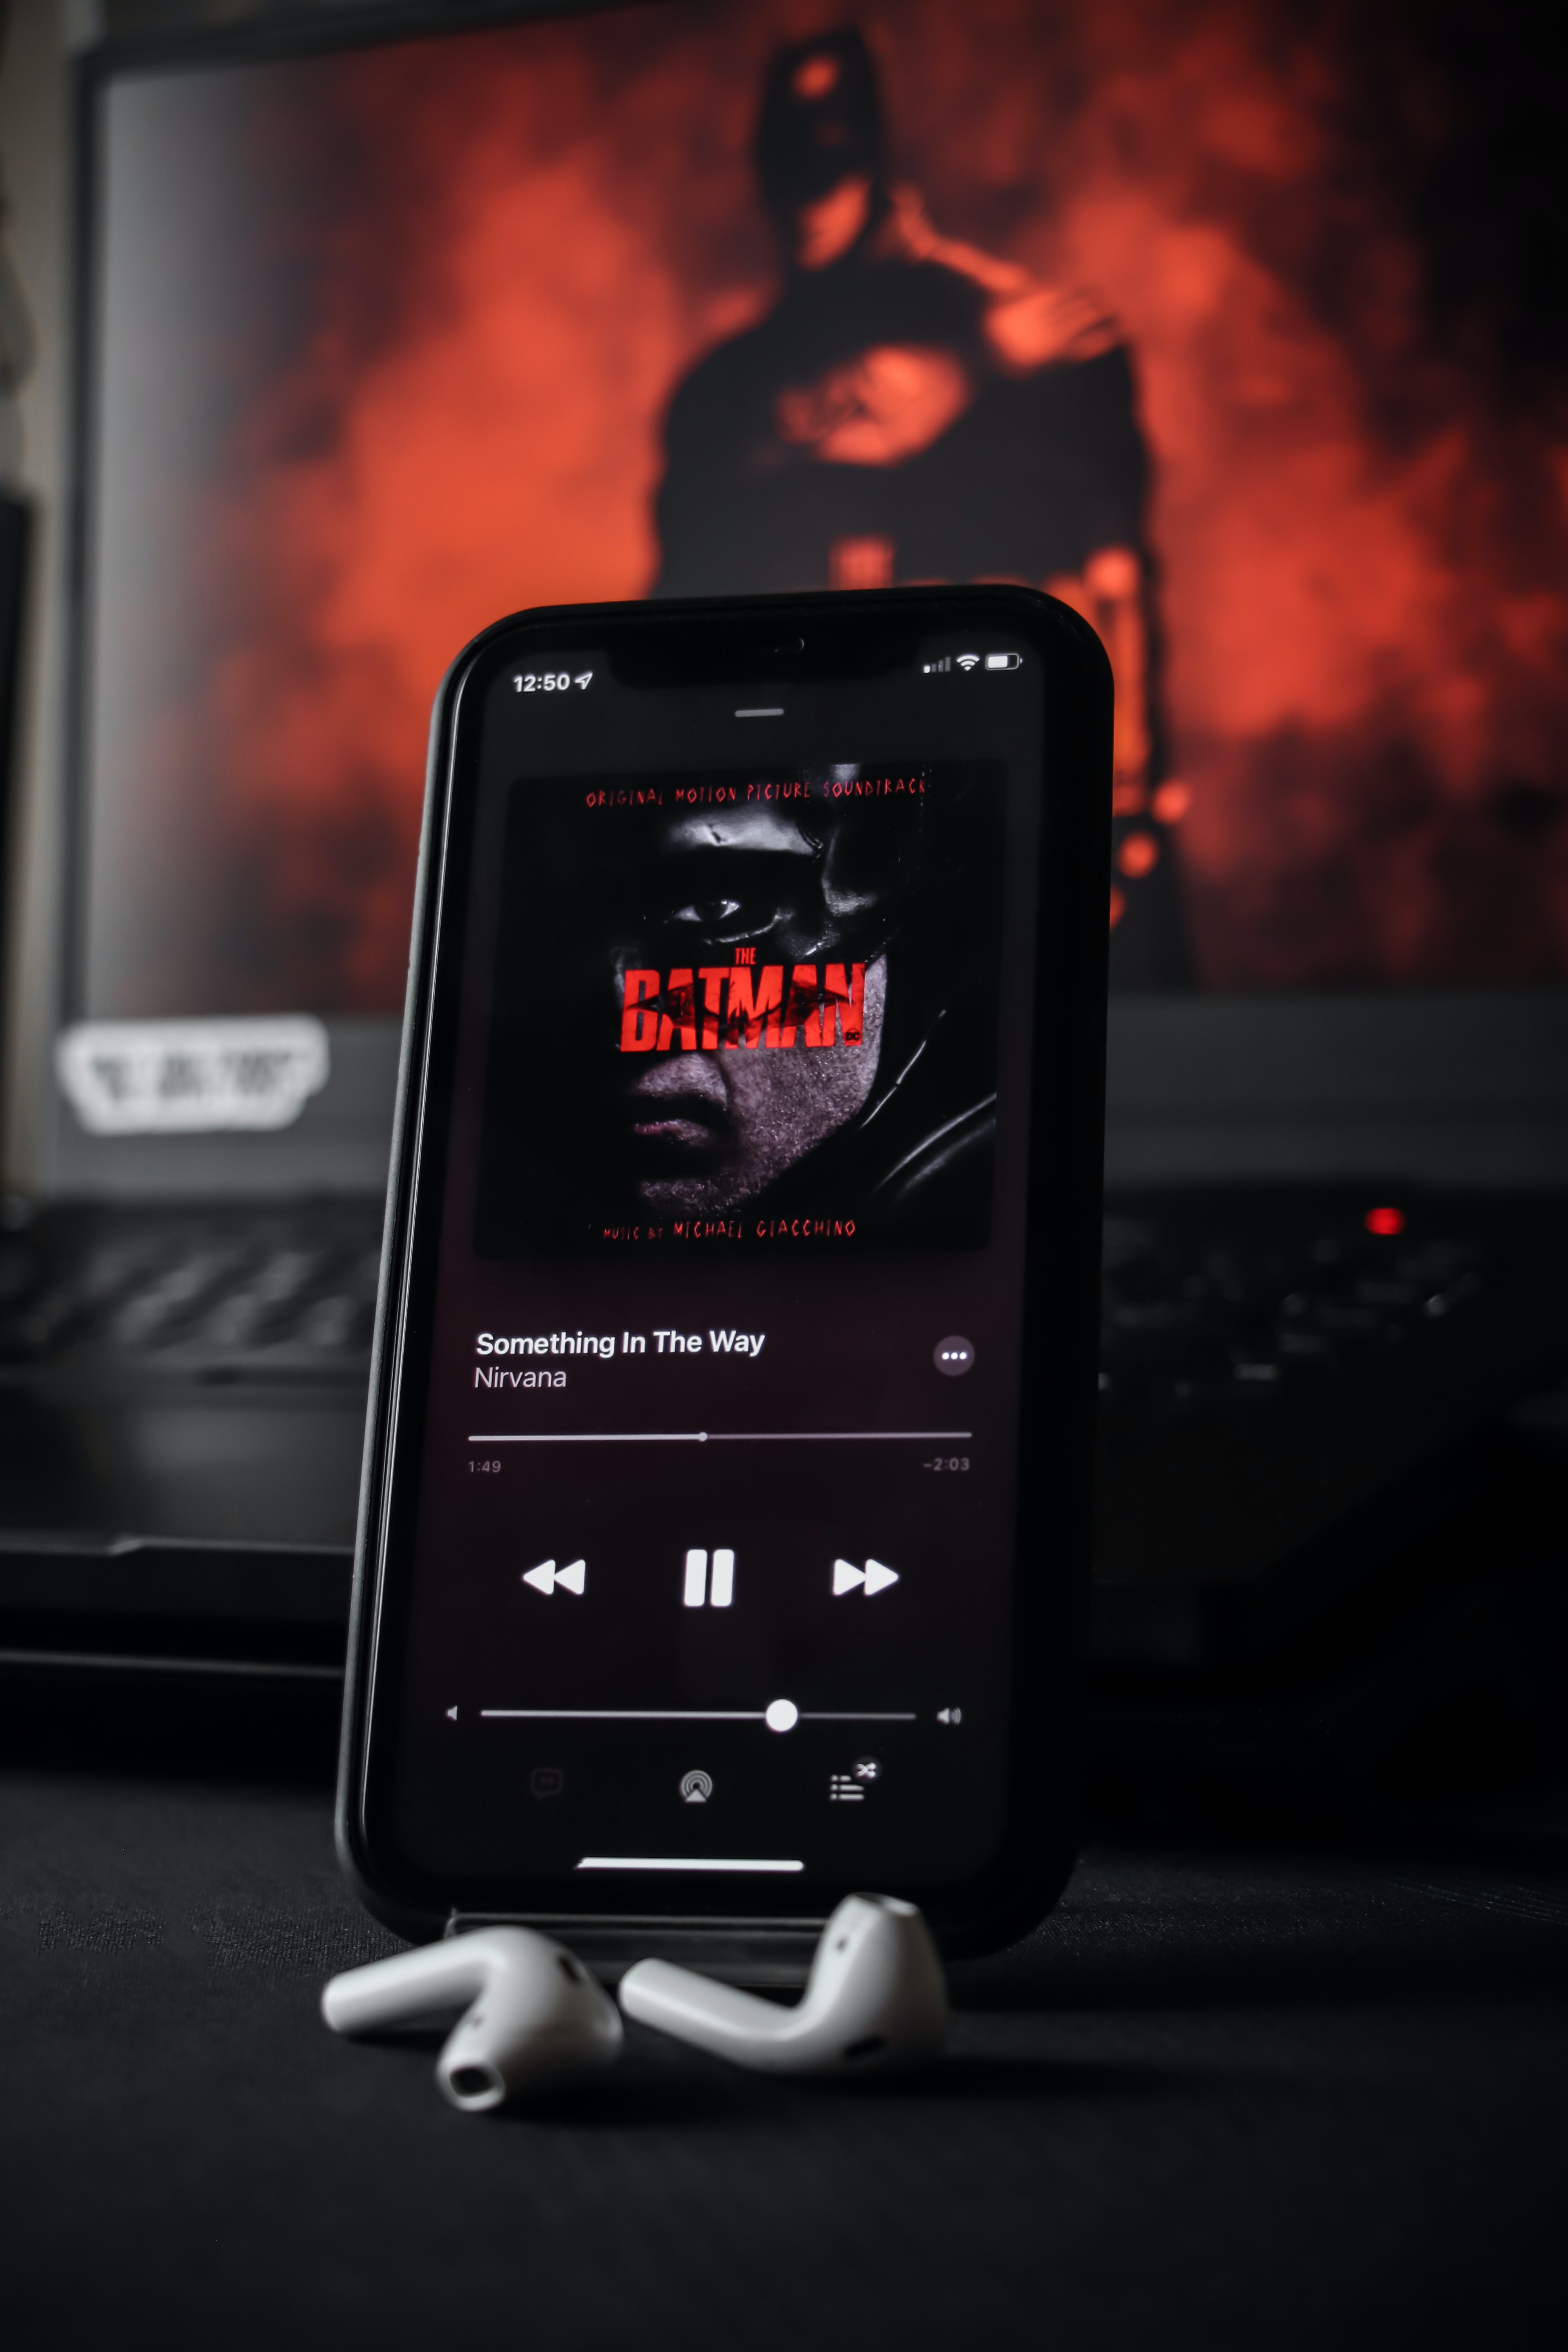 12:50
ORIGINAL MOTION PICTURE SOUNDTRACK
THE
BATMAN
DC
MUSIC BY MICHAEL GIACCHINO
Something In The Way
Nirvana
1:49
-2:03